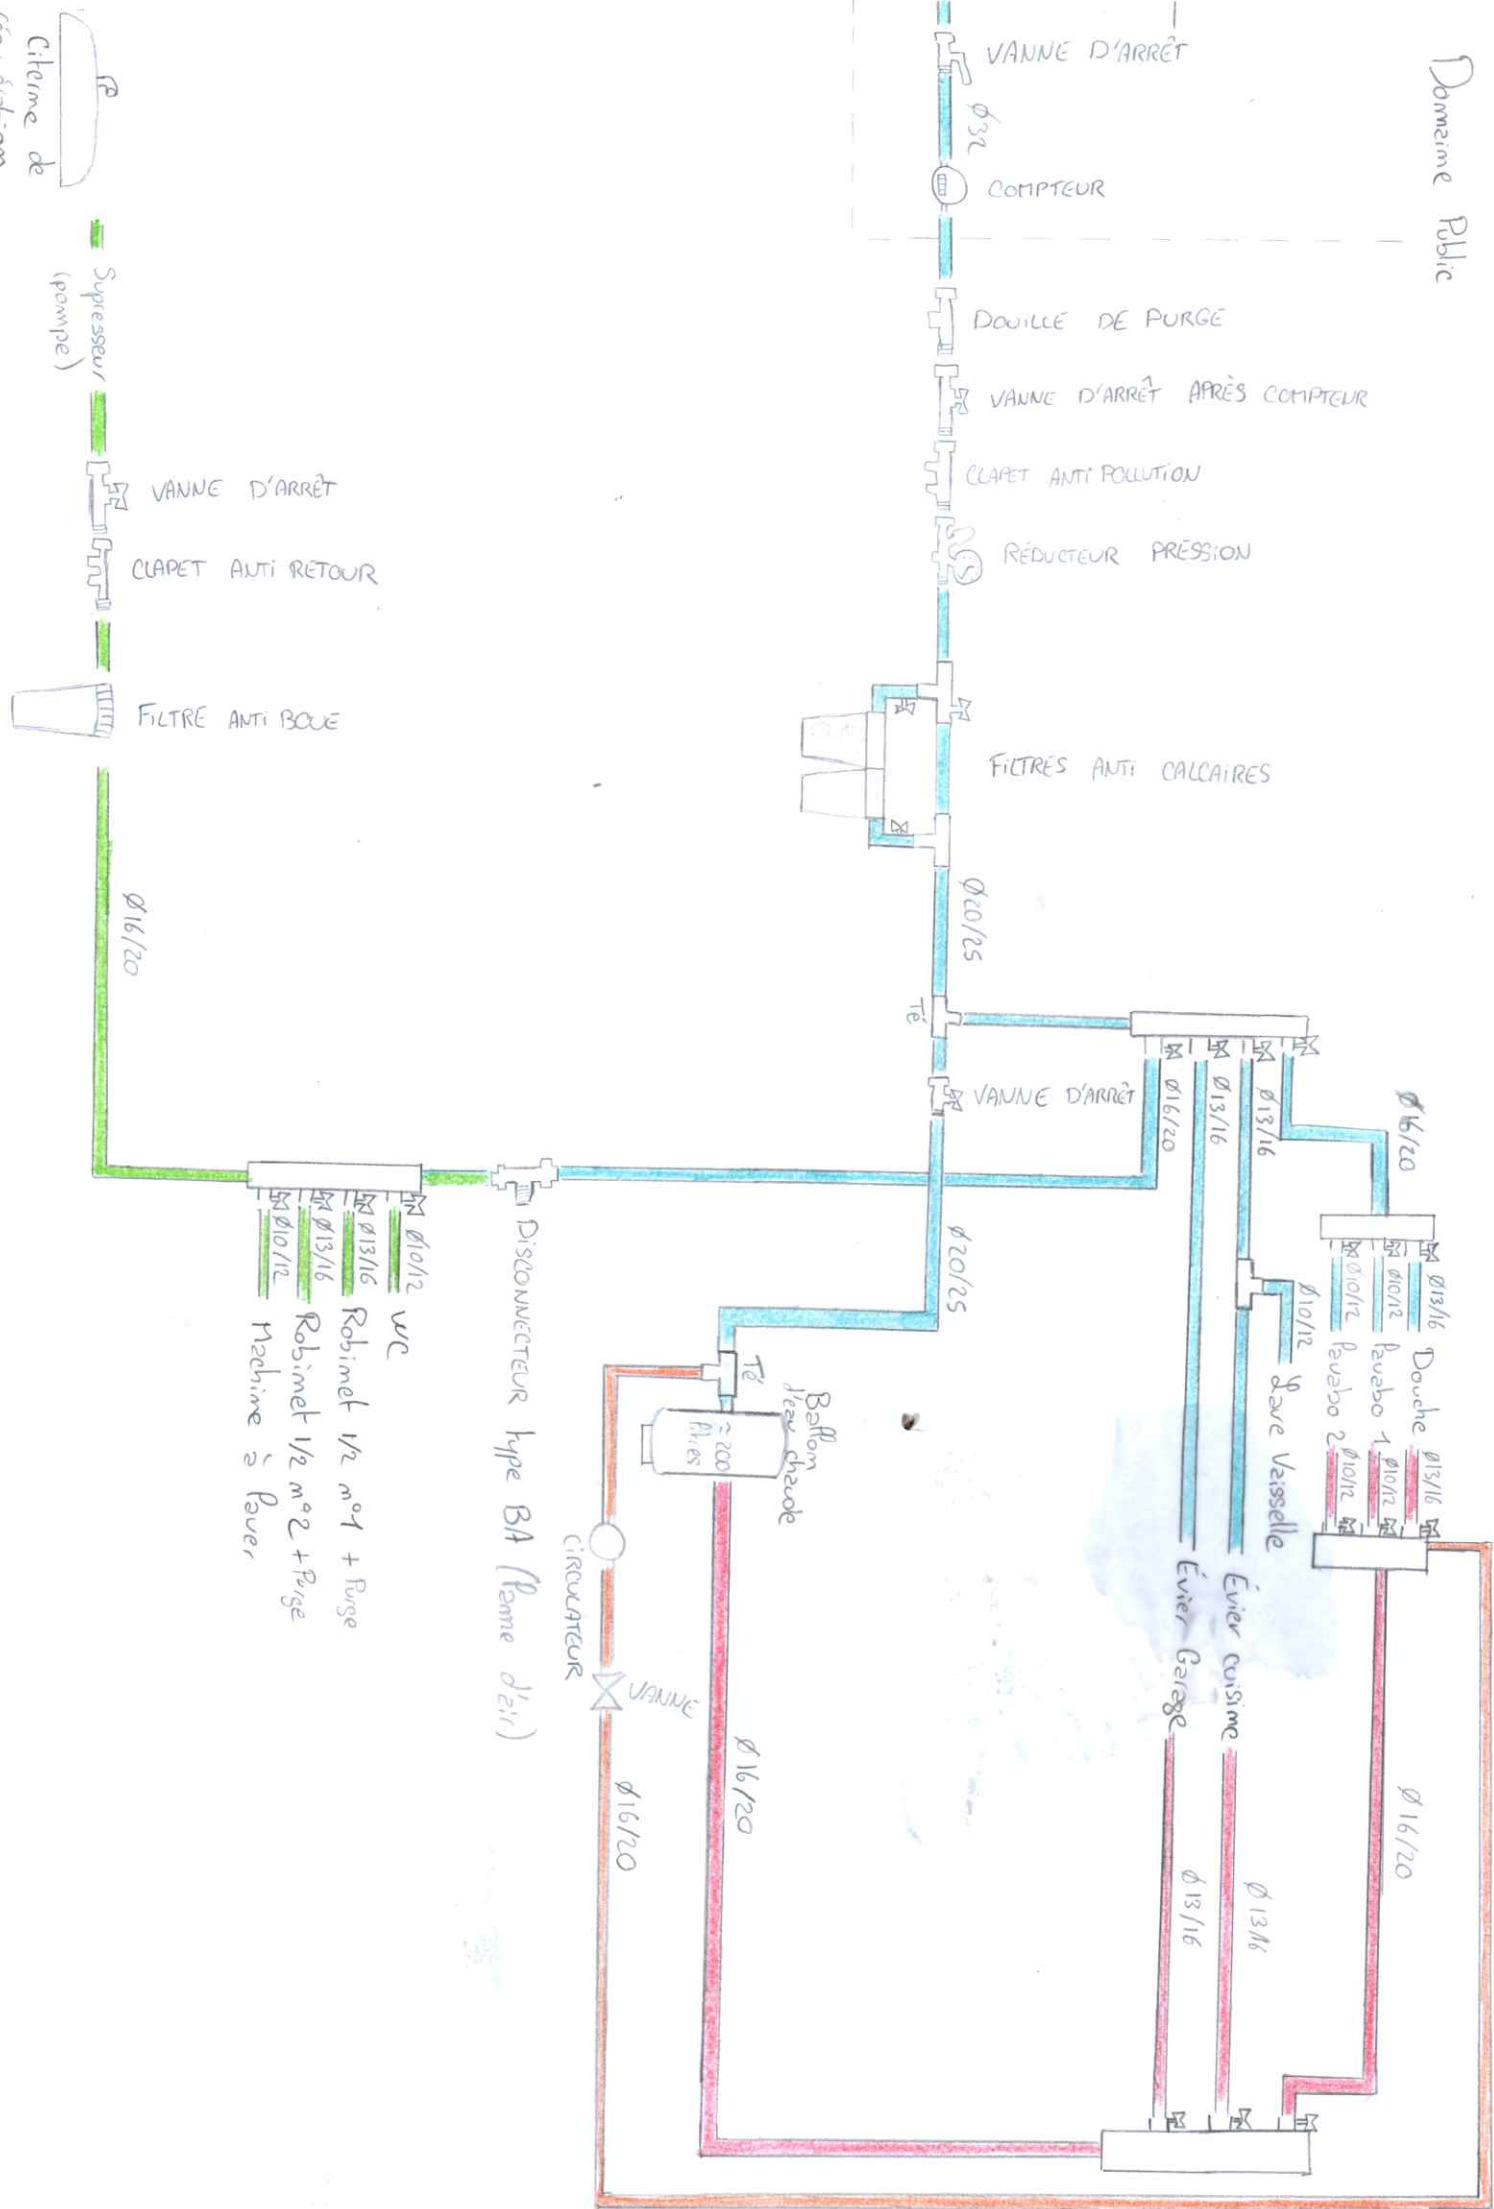 Domaine Public
VANNE D'ARRÊT
Ø32
COMPTEUR
DOUILLE DE PURGE
VANNE D'ARRÊT APRÈS COMPTEUR
CLAPET ANTI POLLUTION
RÉDUCTEUR PRESSION
FILTRES ANTI CALCAIRES
Ø20/25
Té
VANNE D'ARRÊT
Ø16/20
Ø13/16
Ø13/16
Ø16/20
Ø13/16 Douche Ø13/16
Ø10/12 Lavabo 1 Ø10/12
Ø10/12 Lavabo 2 Ø10/12
Ø10/12 Lave Vaisselle
Évier cuisine
Évier Garage
Ø16/20
Ø13/16
Ø13/16
Ø20/25
Té
Ballon
d'eau chaude
≃ 200
litres
Ø16/20
CIRCULATEUR
VANNE
Ø16/20
Disconnecteur type BA (Panne d'air)
Citerne de
Supresseur
(pompe)
VANNE D'ARRÊT
CLAPET ANTI RETOUR
FILTRE ANTI BOUE
Ø16/20
Ø10/12 WC
Ø13/16 Robinet 1/2 n°1 + Purge
Ø13/16 Robinet 1/2 n°2 + Purge
Ø10/12 Machine à laver